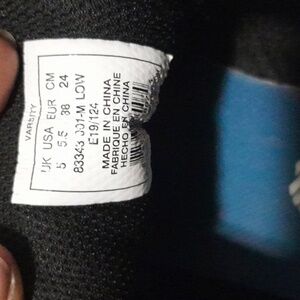 VARSITY
UK USA EUR CM
5 5.5 38 24
83343 001-M LOW
E19/124
MADE IN CHINA
FABRIQUE EN CHINE
HECHO EN CHINA